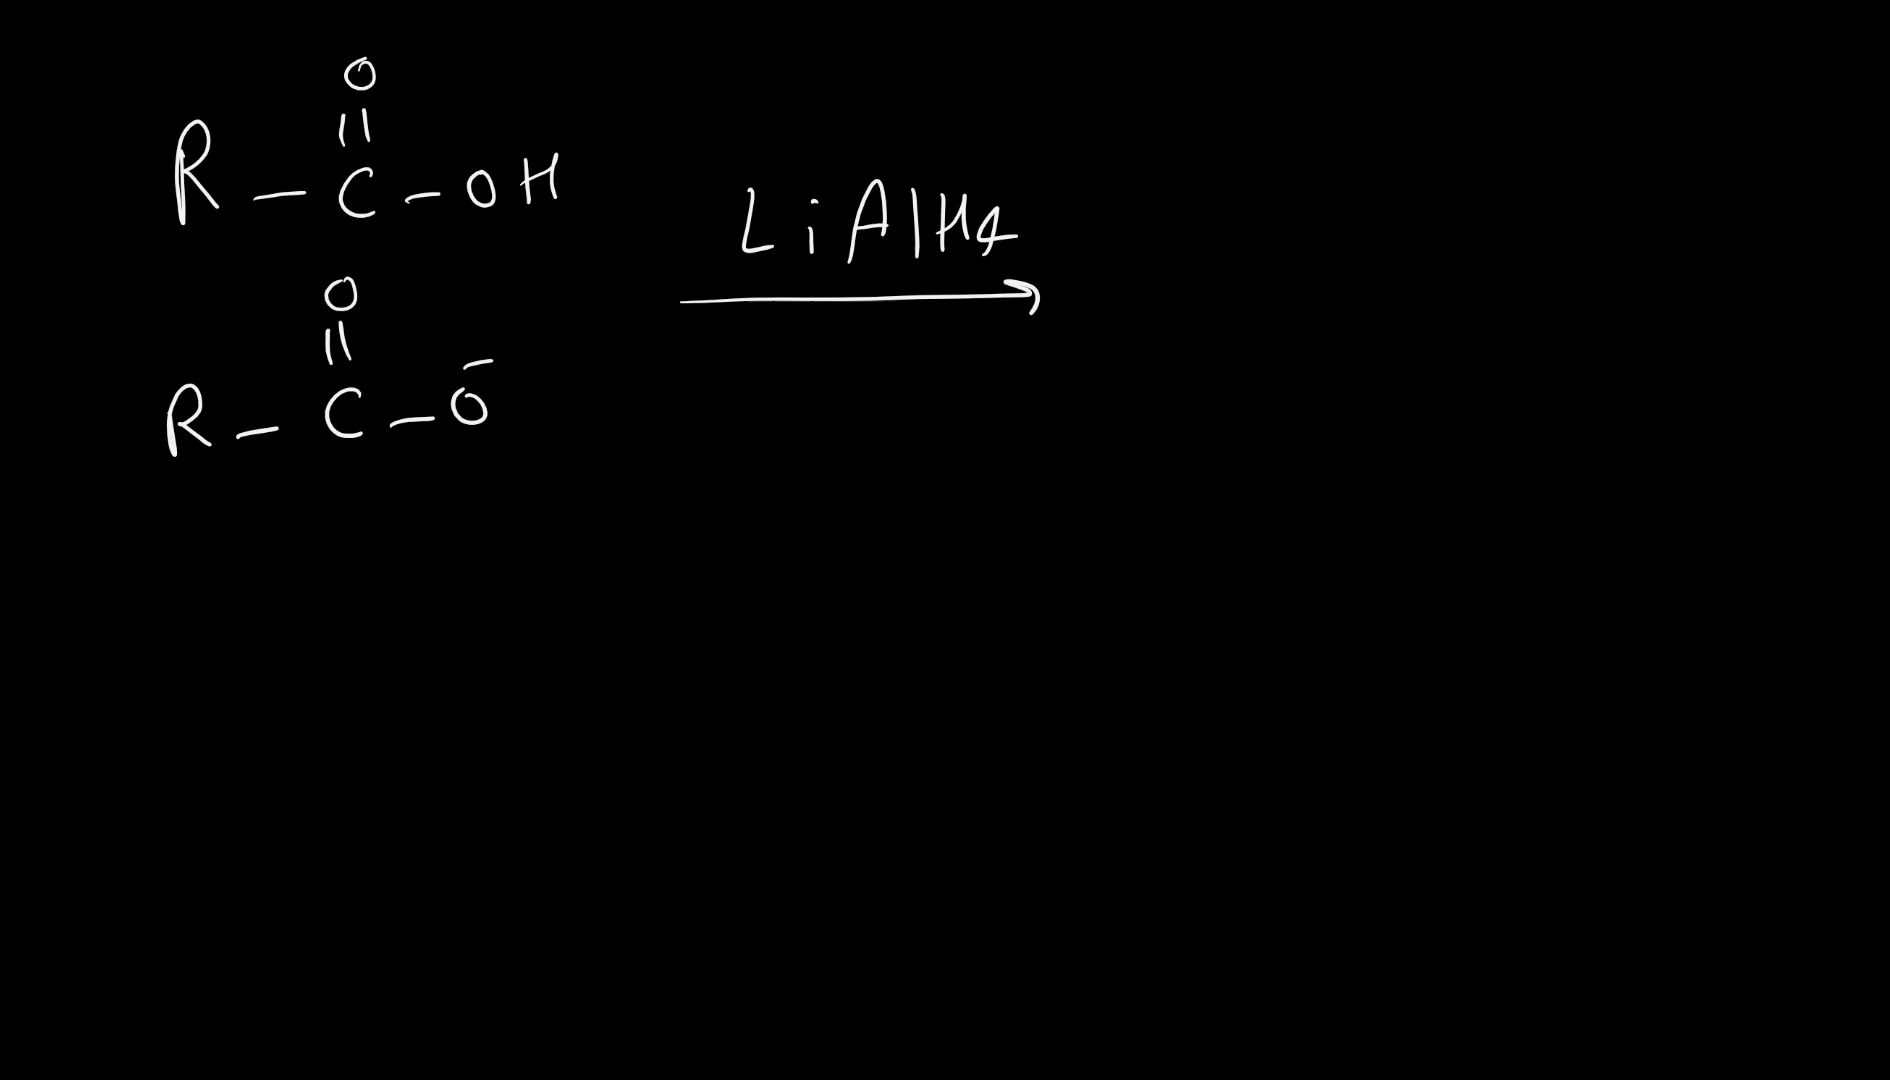 O
||
R – C – OH
LiAlH4
O
||
R – C – O⁻